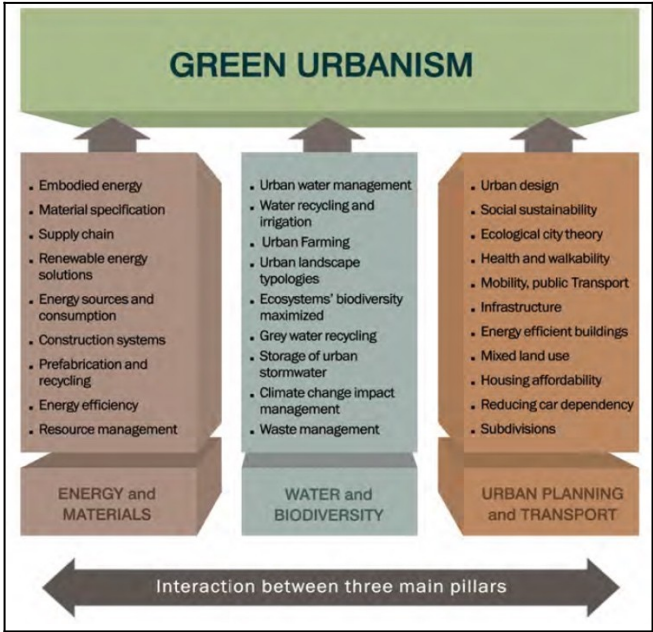 GREEN URBANISM
• Embodied energy
• Material specification
• Supply chain
• Renewable energy
solutions
• Energy sources and
consumption
• Construction systems
• Prefabrication and
recycling
• Energy efficiency
• Resource management
ENERGY and
MATERIALS
• Urban water management
• Water recycling and
irrigation
• Urban Farming
• Urban landscape
typologies
• Ecosystems’ biodiversity
maximized
• Grey water recycling
• Storage of urban
stormwater
• Climate change impact
management
• Waste management
WATER and
BIODIVERSITY
• Urban design
• Social sustainability
• Ecological city theory
• Health and walkability
• Mobility, public Transport
• Infrastructure
• Energy efficient buildings
• Mixed land use
• Housing affordability
• Reducing car dependency
• Subdivisions
URBAN PLANNING
and TRANSPORT
Interaction between three main pillars